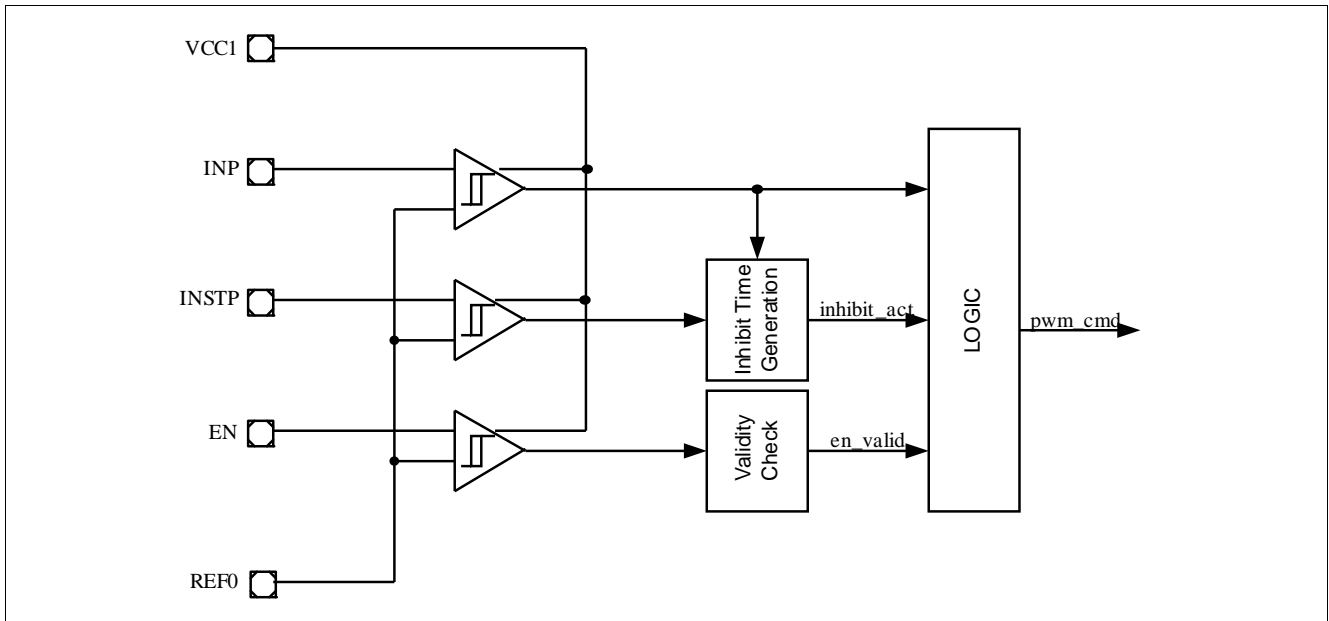 VCC1
INP
INSTP
EN
REF0
Inhibit Time
Generation
inhibit_act
Validity
Check
en_valid
LOGIC
pwm_cmd